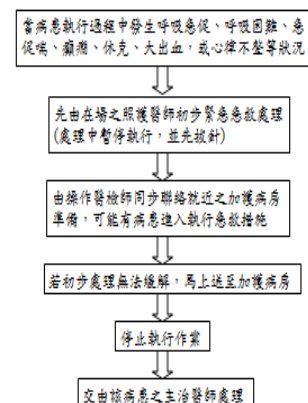 當病患執行過程中發生呼吸急促、呼吸困難、急
促喘、癲癇、休克、大出血，或心律不整等狀況
先由在場之照護醫師初步緊急急救處理
(處理中暫停執行，並先拔針)
由操作醫檢師同步聯絡就近之加護病房
準備，可能有病患進入執行急救措施
若初步處理無法緩解，馬上送至加護病房
停止執行作業
交由該病患之主治醫師處理